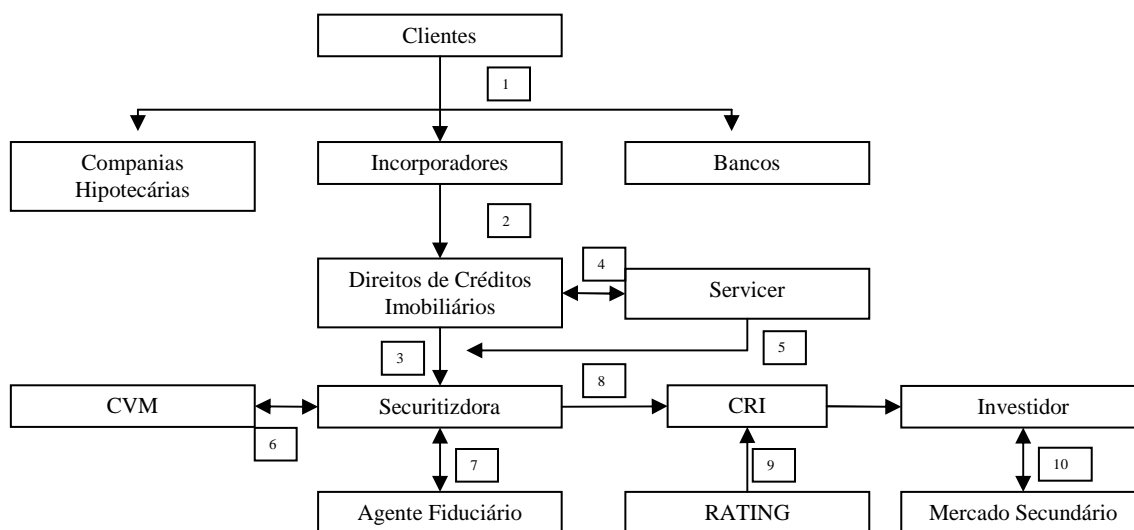 Clientes
1
Companias
Hipotecárias
Incorporadores
Bancos
2
Direitos de Créditos
Imobiliários
4
Servicer
3
5
8
CVM
Securitizdora
CRI
Investidor
6
7
9
10
Agente Fiduciário
RATING
Mercado Secundário